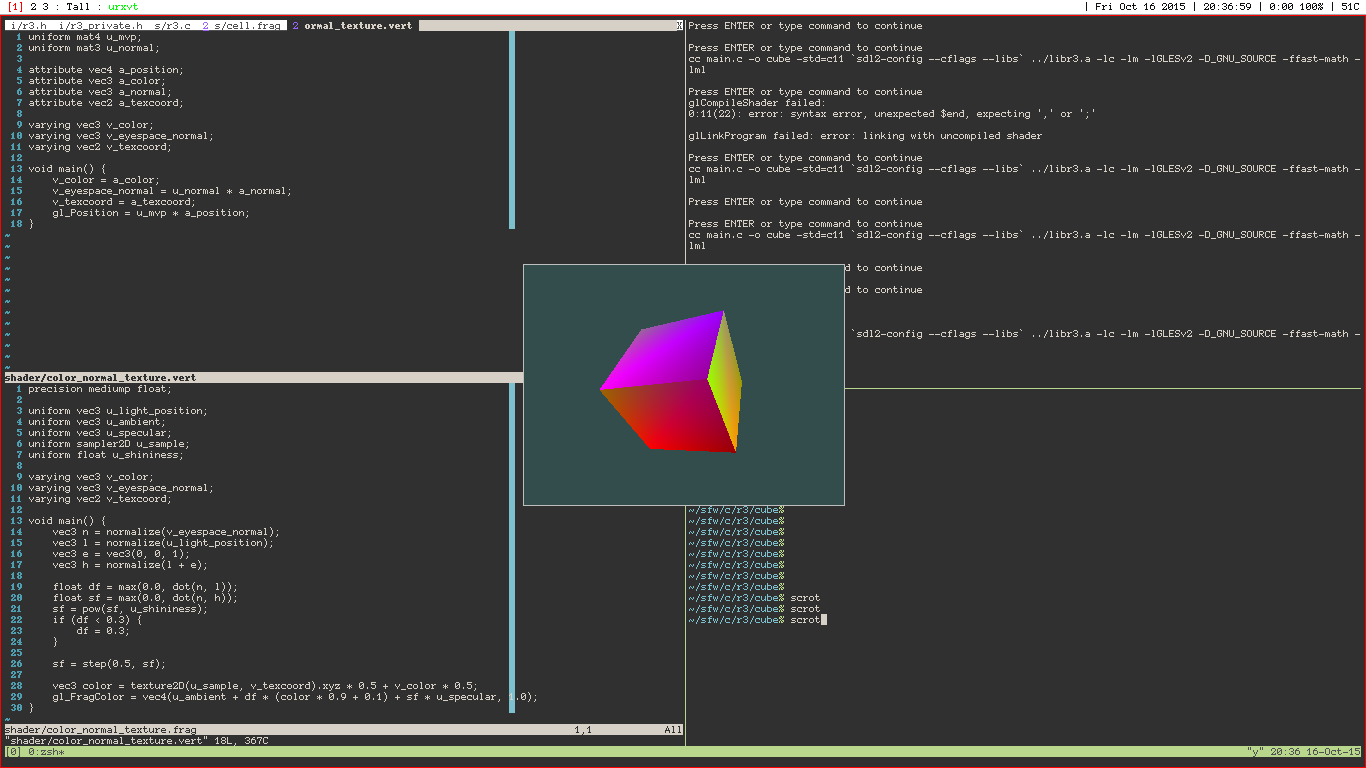 [1] 2 3 : Tall : urxvt
| Fri Oct 16 2015 | 20:36:59 | 0:00 100% | 51C
i/r3.h i/r3_private.h s/r3.c 2 s/cell.frag 2 ormal_texture.vert X
1 uniform mat4 u_mvp;
2 uniform mat3 u_normal;
3
4 attribute vec4 a_position;
5 attribute vec3 a_color;
6 attribute vec3 a_normal;
7 attribute vec2 a_texcoord;
8
9 varying vec3 v_color;
10 varying vec3 v_eyespace_normal;
11 varying vec2 v_texcoord;
12
13 void main() {
14 v_color = a_color;
15 v_eyespace_normal = u_normal * a_normal;
16 v_texcoord = a_texcoord;
17 gl_Position = u_mvp * a_position;
18 }
~
~
~
~
~
~
~
~
~
~
~
~
~
shader/color_normal_texture.vert
1 precision mediump float;
2
3 uniform vec3 u_light_position;
4 uniform vec3 u_ambient;
5 uniform vec3 u_specular;
6 uniform sampler2D u_sample;
7 uniform float u_shininess;
8
9 varying vec3 v_color;
10 varying vec3 v_eyespace_normal;
11 varying vec2 v_texcoord;
12
13 void main() {
14 vec3 n = normalize(v_eyespace_normal);
15 vec3 l = normalize(u_light_position);
16 vec3 e = vec3(0, 0, 1);
17 vec3 h = normalize(l + e);
18
19 float df = max(0.0, dot(n, l));
20 float sf = max(0.0, dot(n, h));
21 sf = pow(sf, u_shininess);
22 if (df < 0.3) {
23 df = 0.3;
24 }
25
26 sf = step(0.5, sf);
27
28 vec3 color = texture2D(u_sample, v_texcoord).xyz * 0.5 + v_color * 0.5;
29 gl_FragColor = vec4(u_ambient + df * (color * 0.9 + 0.1) + sf * u_specular, 1.0);
30 }
~
shader/color_normal_texture.frag 1,1 All
"shader/color_normal_texture.vert" 18L, 367C
Press ENTER or type command to continue
Press ENTER or type command to continue
cc main.c -o cube -std=c11 `sdl2-config --cflags --libs` ../libr3.a -lc -lm -lGLESv2 -D_GNU_SOURCE -ffast-math -
lml
Press ENTER or type command to continue
glCompileShader failed:
0:11(22): error: syntax error, unexpected $end, expecting ',' or ';'
glLinkProgram failed: error: linking with uncompiled shader
Press ENTER or type command to continue
cc main.c -o cube -std=c11 `sdl2-config --cflags --libs` ../libr3.a -lc -lm -lGLESv2 -D_GNU_SOURCE -ffast-math -
lml
Press ENTER or type command to continue
Press ENTER or type command to continue
cc main.c -o cube -std=c11 `sdl2-config --cflags --libs` ../libr3.a -lc -lm -lGLESv2 -D_GNU_SOURCE -ffast-math -
lml
d to continue
d to continue
`sdl2-config --cflags --libs` ../libr3.a -lc -lm -lGLESv2 -D_GNU_SOURCE -ffast-math -
~/sfw/c/r3/cube%
~/sfw/c/r3/cube%
~/sfw/c/r3/cube%
~/sfw/c/r3/cube%
~/sfw/c/r3/cube%
~/sfw/c/r3/cube%
~/sfw/c/r3/cube%
~/sfw/c/r3/cube%
~/sfw/c/r3/cube% scrot
~/sfw/c/r3/cube% scrot
~/sfw/c/r3/cube% scrot
[0] 0:zsh* "y" 20:36 16-Oct-15